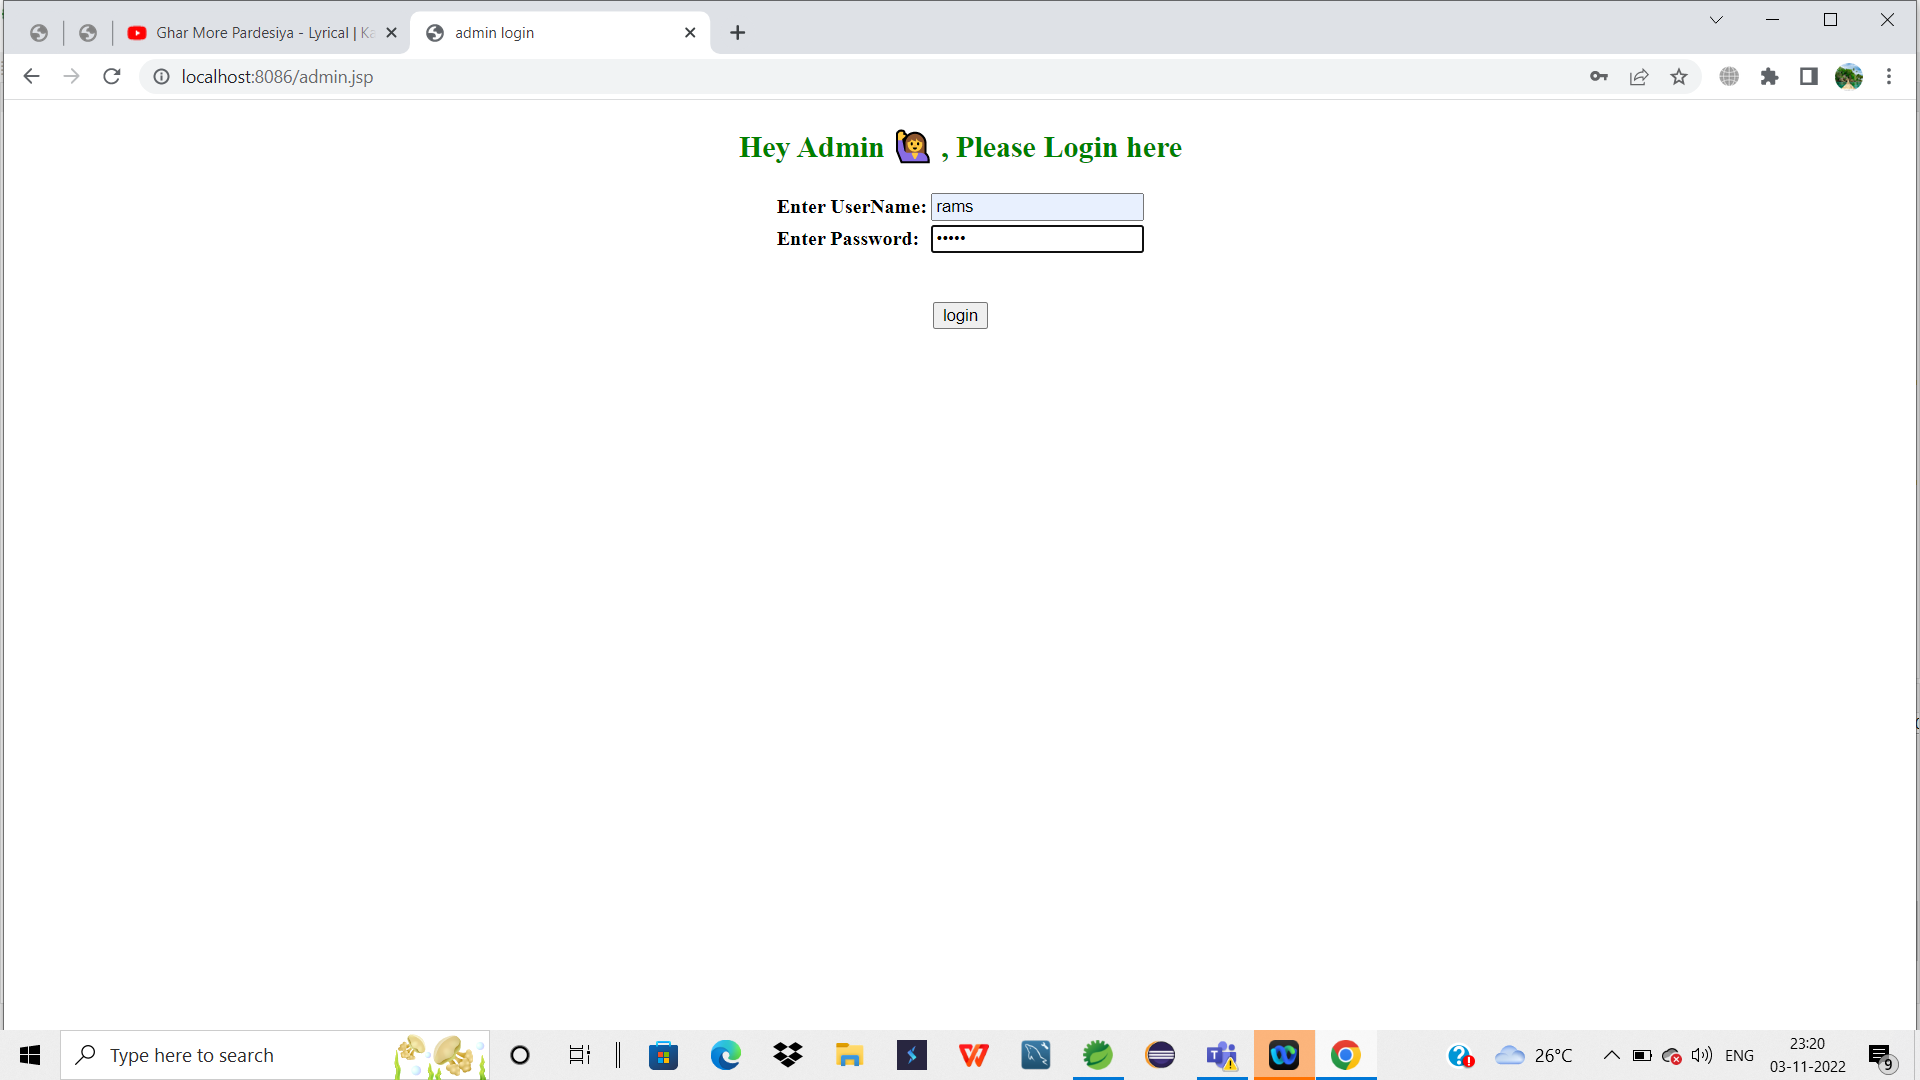 Ghar More Pardesiya - Lyrical | Ka
admin login
localhost:8086/admin.jsp
Hey Admin 🙋 , Please Login here
Enter UserName: rams
Enter Password: •••••
login
Type here to search
26°C
ENG
23:20
03-11-2022
9